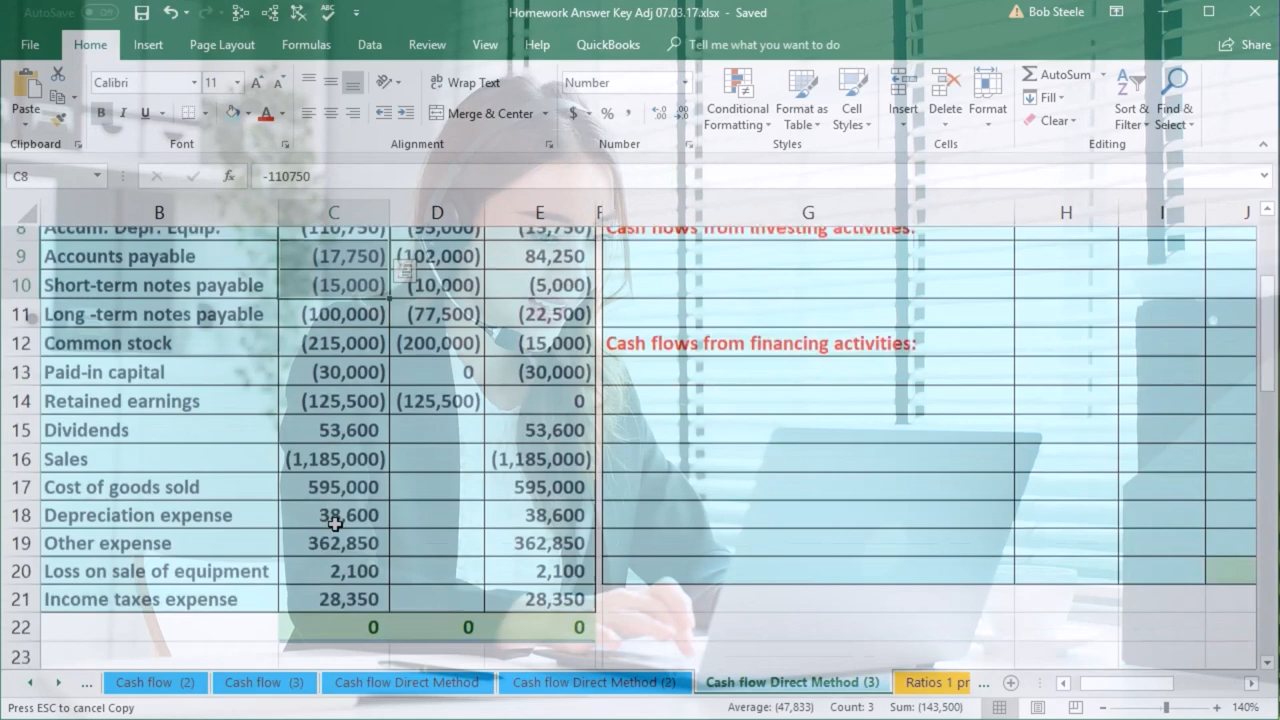 AutoSave Off Homework Answer Key Adj 07.03.17.xlsx - Saved Bob Steele
File Home Insert Page Layout Formulas Data Review View Help QuickBooks Tell me what you want to do Share
Paste Calibri 11 A A Wrap Text Number AutoSum
B I U A Merge & Center $ % , Conditional Formatting Format as Table Cell Styles Insert Delete Format Fill Clear Sort & Filter Find & Select
Clipboard Font Alignment Number Styles Cells Editing
C8 fx -110750
B C D E F G H I J
8 Accum. Depr. Equip. (110,750) (95,000) (15,750) Cash flows from investing activities:
9 Accounts payable (17,750) (102,000) 84,250
10 Short-term notes payable (15,000) (10,000) (5,000)
11 Long -term notes payable (100,000) (77,500) (22,500)
12 Common stock (215,000) (200,000) (15,000) Cash flows from financing activities:
13 Paid-in capital (30,000) 0 (30,000)
14 Retained earnings (125,500) (125,500) 0
15 Dividends 53,600 53,600
16 Sales (1,185,000) (1,185,000)
17 Cost of goods sold 595,000 595,000
18 Depreciation expense 38,600 38,600
19 Other expense 362,850 362,850
20 Loss on sale of equipment 2,100 2,100
21 Income taxes expense 28,350 28,350
22 0 0 0
23
... Cash flow (2) Cash flow (3) Cash flow Direct Method Cash flow Direct Method (2) Cash flow Direct Method (3) Ratios 1 pr ...
Press ESC to cancel Copy Average: (47,833) Count: 3 Sum: (143,500) 140%